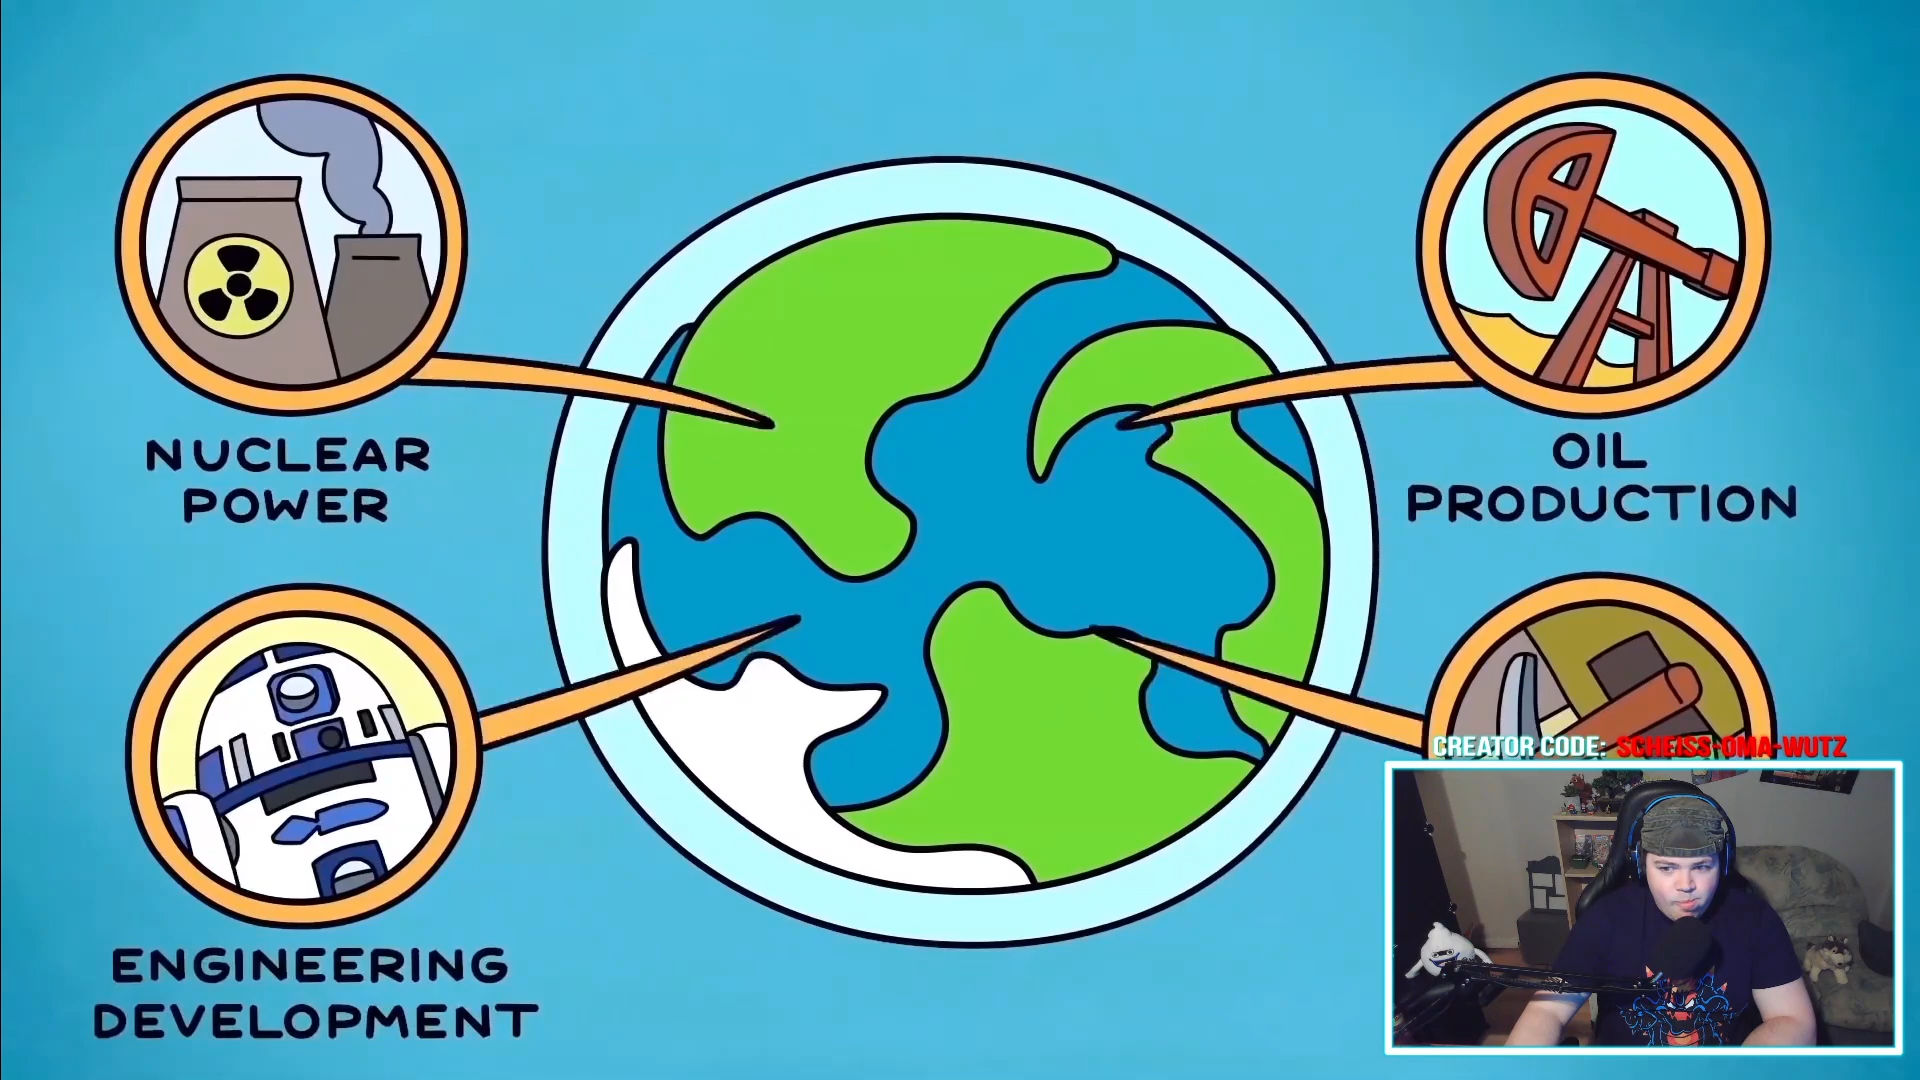 NUCLEAR
POWER
OIL
PRODUCTION
ENGINEERING
DEVELOPMENT
CREATOR CODE: SCHEISS-OMA-WUTZ